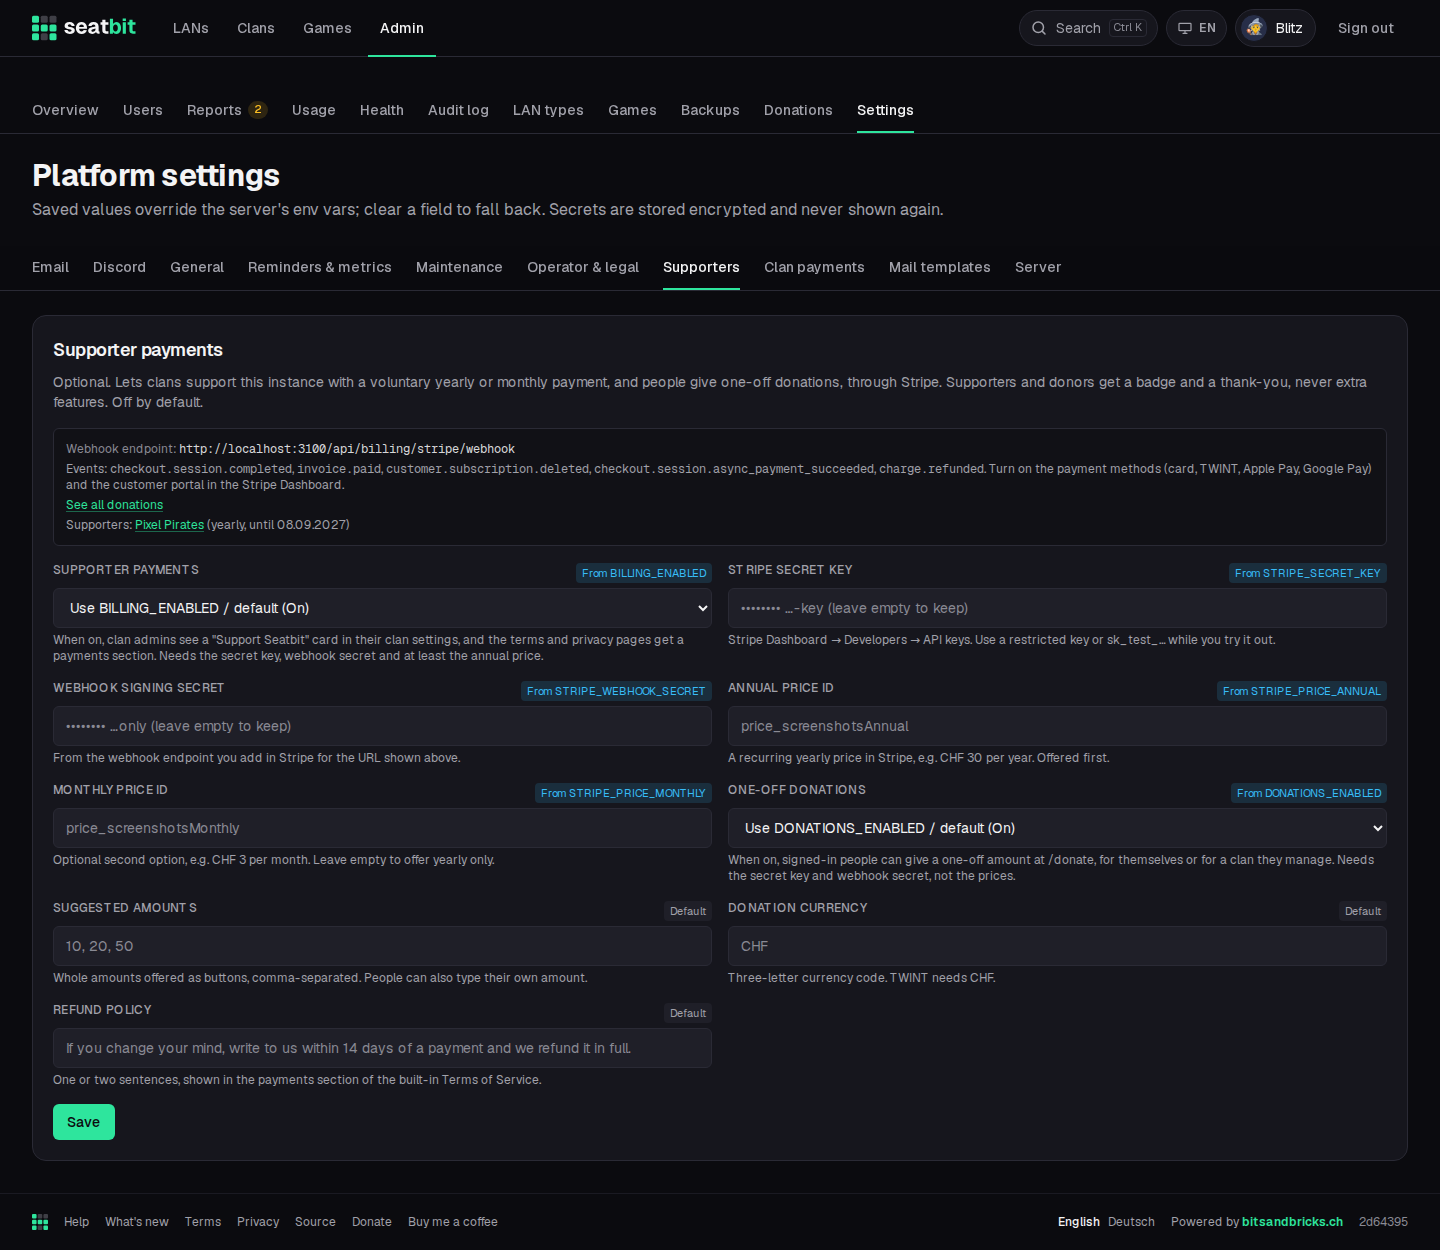 seatbit LANs Clans Games Admin Search Ctrl K EN Blitz Sign out
Overview Users Reports 2 Usage Health Audit log LAN types Games Backups Donations Settings
Platform settings
Saved values override the server's env vars; clear a field to fall back. Secrets are stored encrypted and never shown again.
Email Discord General Reminders & metrics Maintenance Operator & legal Supporters Clan payments Mail templates Server
Supporter payments
Optional. Lets clans support this instance with a voluntary yearly or monthly payment, and people give one-off donations, through Stripe. Supporters and donors get a badge and a thank-you, never extra
features. Off by default.
Webhook endpoint: http://localhost:3100/api/billing/stripe/webhook
Events: checkout.session.completed, invoice.paid, customer.subscription.deleted, checkout.session.async_payment_succeeded, charge.refunded. Turn on the payment methods (card, TWINT, Apple Pay, Google Pay)
and the customer portal in the Stripe Dashboard.
See all donations
Supporters: Pixel Pirates (yearly, until 08.09.2027)
SUPPORTER PAYMENTS From BILLING_ENABLED
Use BILLING_ENABLED / default (On)
When on, clan admins see a "Support Seatbit" card in their clan settings, and the terms and privacy pages get a
payments section. Needs the secret key, webhook secret and at least the annual price.
STRIPE SECRET KEY From STRIPE_SECRET_KEY
•••••••• …-key (leave empty to keep)
Stripe Dashboard → Developers → API keys. Use a restricted key or sk_test_… while you try it out.
WEBHOOK SIGNING SECRET From STRIPE_WEBHOOK_SECRET
•••••••• …only (leave empty to keep)
From the webhook endpoint you add in Stripe for the URL shown above.
ANNUAL PRICE ID From STRIPE_PRICE_ANNUAL
price_screenshotsAnnual
A recurring yearly price in Stripe, e.g. CHF 30 per year. Offered first.
MONTHLY PRICE ID From STRIPE_PRICE_MONTHLY
price_screenshotsMonthly
Optional second option, e.g. CHF 3 per month. Leave empty to offer yearly only.
ONE-OFF DONATIONS From DONATIONS_ENABLED
Use DONATIONS_ENABLED / default (On)
When on, signed-in people can give a one-off amount at /donate, for themselves or for a clan they manage. Needs
the secret key and webhook secret, not the prices.
SUGGESTED AMOUNTS Default
10, 20, 50
Whole amounts offered as buttons, comma-separated. People can also type their own amount.
DONATION CURRENCY Default
CHF
Three-letter currency code. TWINT needs CHF.
REFUND POLICY Default
If you change your mind, write to us within 14 days of a payment and we refund it in full.
One or two sentences, shown in the payments section of the built-in Terms of Service.
Save
Help What's new Terms Privacy Source Donate Buy me a coffee English Deutsch Powered by bitsandbricks.ch 2d64395